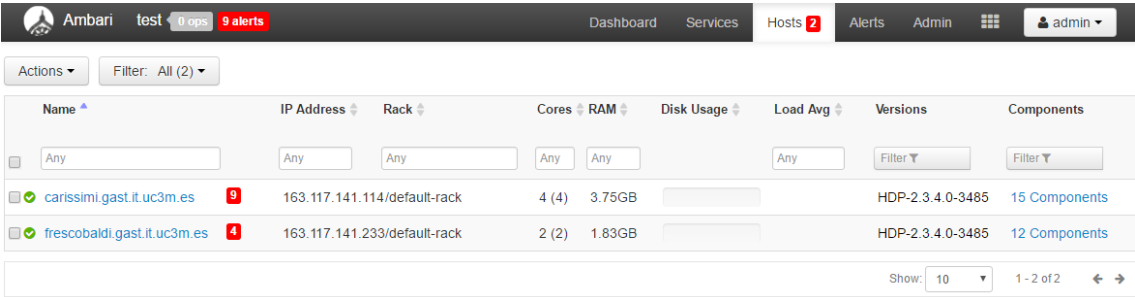 Ambari test 0 ops 9 alerts Dashboard Services Hosts 2 Alerts Admin admin
Actions Filter: All (2)
Name IP Address Rack Cores RAM Disk Usage Load Avg Versions Components
Any Any Any Any Any Any Filter Filter
carissimi.gast.it.uc3m.es 9 163.117.141.114/default-rack 4 (4) 3.75GB HDP-2.3.4.0-3485 15 Components
frescobaldi.gast.it.uc3m.es 4 163.117.141.233/default-rack 2 (2) 1.83GB HDP-2.3.4.0-3485 12 Components
Show: 10 1 - 2 of 2